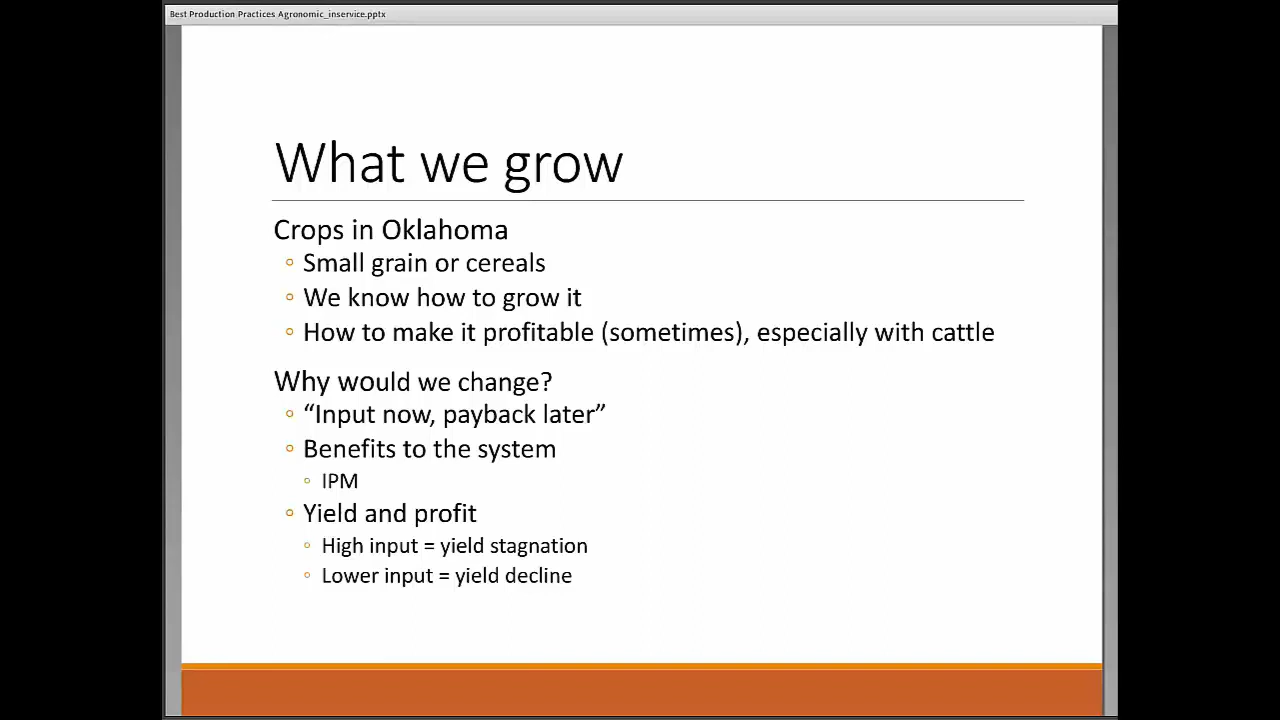 Best Production Practices Agronomic_inservice.pptx
What we grow
Crops in Oklahoma
◦ Small grain or cereals
◦ We know how to grow it
◦ How to make it profitable (sometimes), especially with cattle
Why would we change?
◦ “Input now, payback later”
◦ Benefits to the system
◦ IPM
◦ Yield and profit
◦ High input = yield stagnation
◦ Lower input = yield decline